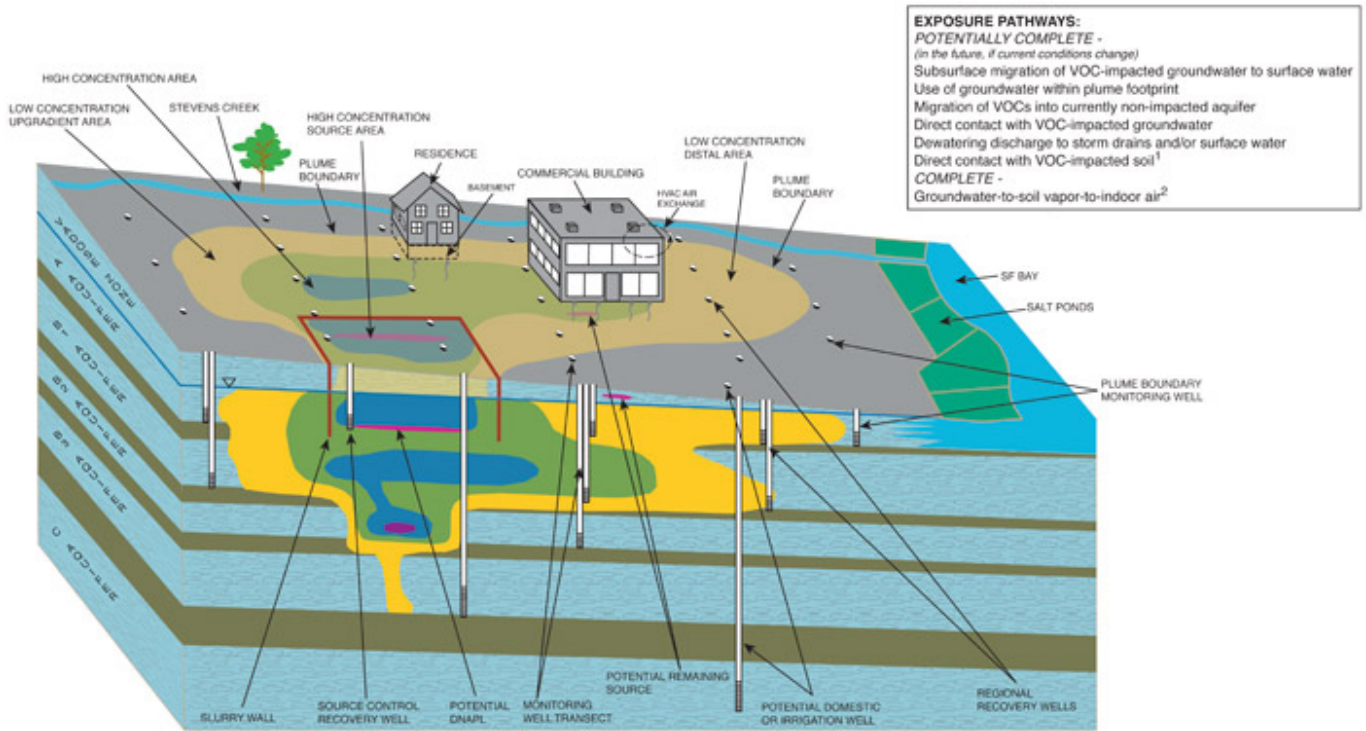 EXPOSURE PATHWAYS:
POTENTIALLY COMPLETE -
(in the future, if current conditions change)
Subsurface migration of VOC-impacted groundwater to surface water
Use of groundwater within plume footprint
Migration of VOCs into currently non-impacted aquifer
Direct contact with VOC-impacted groundwater
Dewatering discharge to storm drains and/or surface water
Direct contact with VOC-impacted soil¹
COMPLETE -
Groundwater-to-soil vapor-to-indoor air²
HIGH CONCENTRATION AREA
LOW CONCENTRATION
UPGRADIENT AREA
STEVENS CREEK
HIGH CONCENTRATION
SOURCE AREA
PLUME
BOUNDARY
RESIDENCE
BASEMENT
COMMERCIAL BUILDING
HVAC AIR
EXCHANGE
LOW CONCENTRATION
DISTAL AREA
PLUME
BOUNDARY
SF BAY
SALT PONDS
PLUME BOUNDARY
MONITORING WELL
VADOSE ZONE
A AQUIFER
B1 AQUIFER
B2 AQUIFER
B3 AQUIFER
C AQUIFER
SLURRY WALL
SOURCE CONTROL
RECOVERY WELL
POTENTIAL
DNAPL
MONITORING
WELL TRANSECT
POTENTIAL REMAINING
SOURCE
POTENTIAL DOMESTIC
OR IRRIGATION WELL
REGIONAL
RECOVERY WELLS